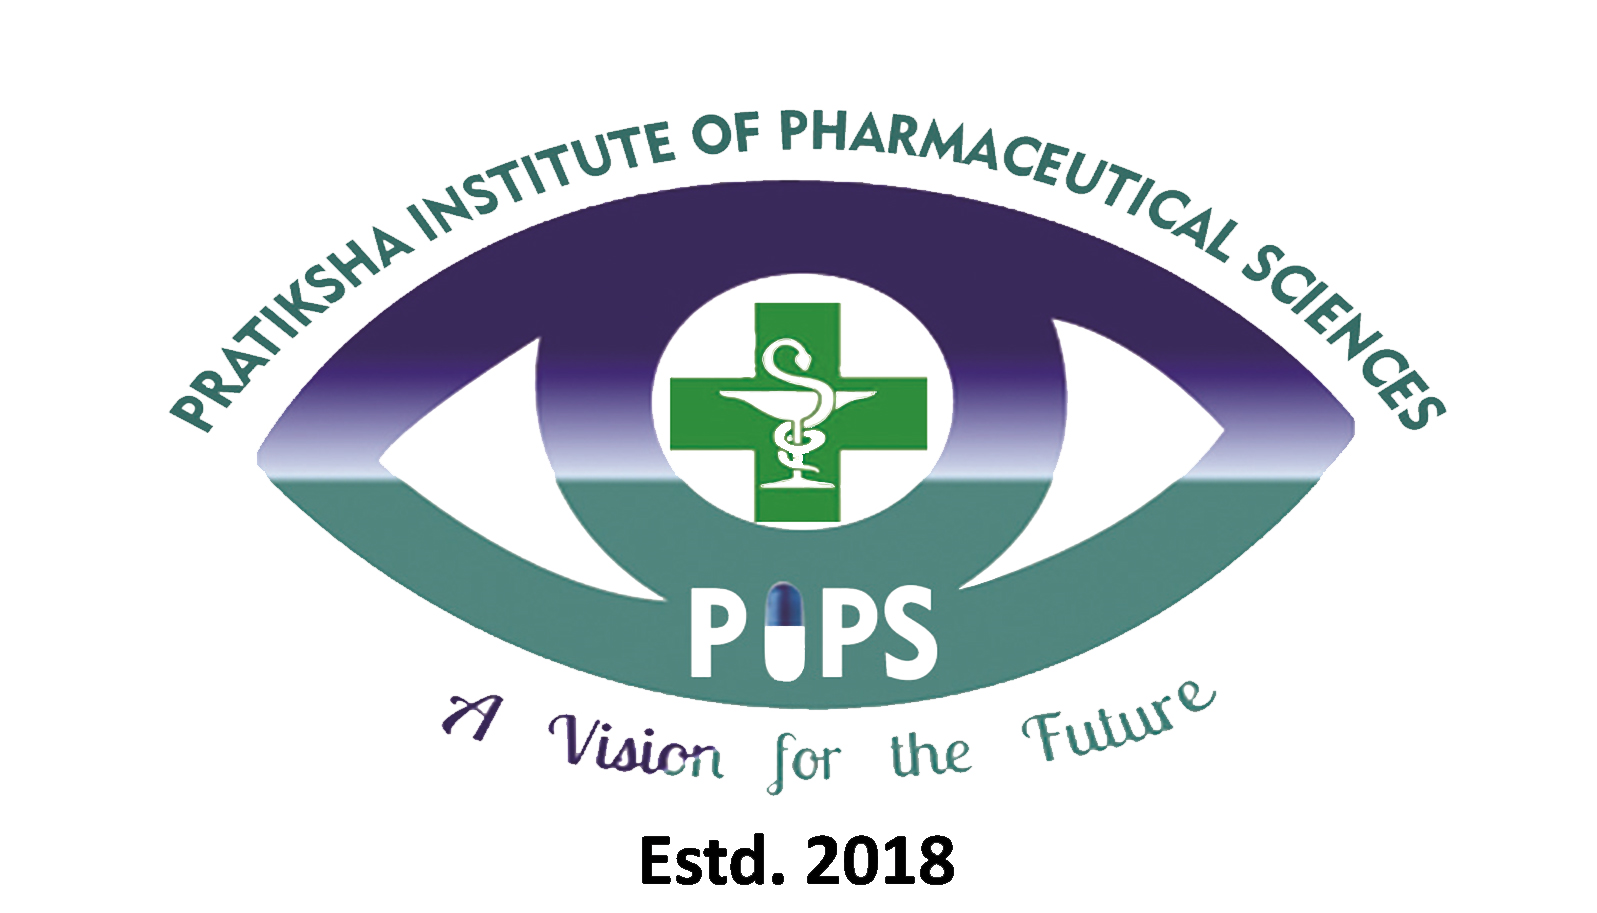 PRATIKSHA INSTITUTE OF PHARMACEUTICAL SCIENCES
PIPS
A Vision for the Future
Estd. 2018